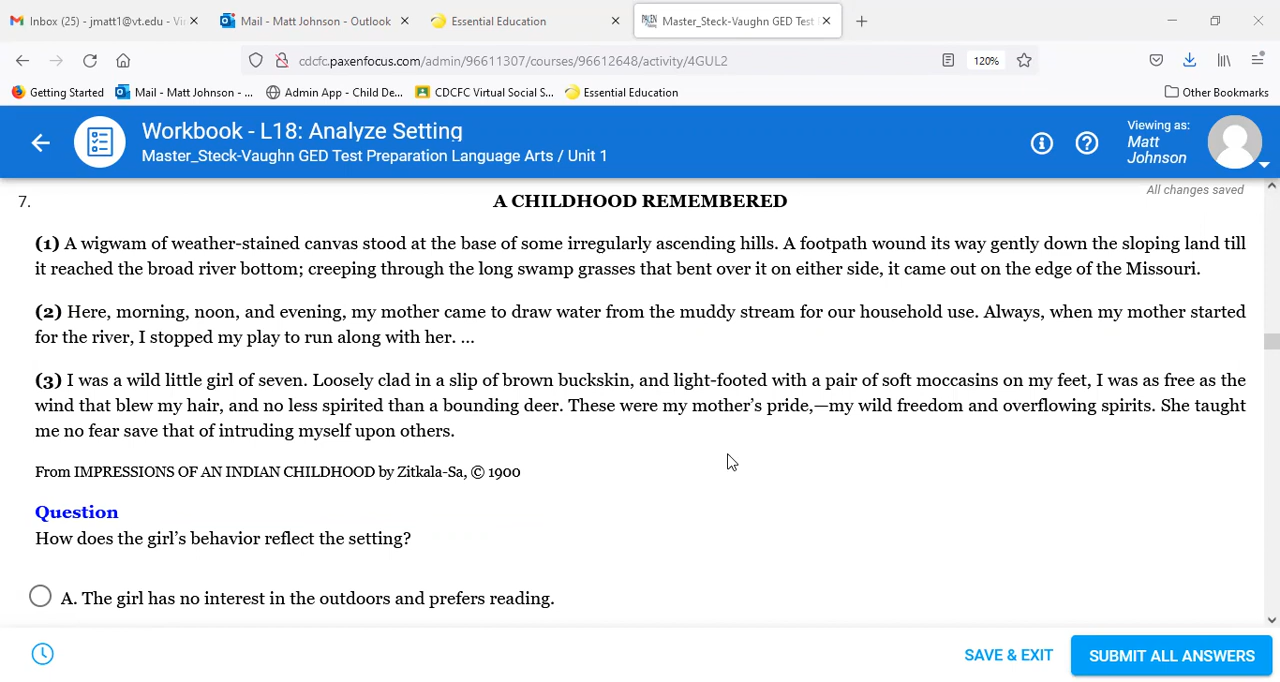 Inbox (25) - jmatt1@vt.edu - Vi
Mail - Matt Johnson - Outlook
Essential Education
PAXEN
Master_Steck-Vaughn GED Test
cdcfc.paxenfocus.com/admin/96611307/courses/96612648/activity/4GUL2
120%
Getting Started
Mail - Matt Johnson - ...
Admin App - Child De...
CDCFC Virtual Social S...
Essential Education
Other Bookmarks
Workbook - L18: Analyze Setting
Master_Steck-Vaughn GED Test Preparation Language Arts / Unit 1
Viewing as:
Matt
Johnson
All changes saved
7.
A CHILDHOOD REMEMBERED
(1) A wigwam of weather-stained canvas stood at the base of some irregularly ascending hills. A footpath wound its way gently down the sloping land till
it reached the broad river bottom; creeping through the long swamp grasses that bent over it on either side, it came out on the edge of the Missouri.
(2) Here, morning, noon, and evening, my mother came to draw water from the muddy stream for our household use. Always, when my mother started
for the river, I stopped my play to run along with her. ...
(3) I was a wild little girl of seven. Loosely clad in a slip of brown buckskin, and light-footed with a pair of soft moccasins on my feet, I was as free as the
wind that blew my hair, and no less spirited than a bounding deer. These were my mother's pride,—my wild freedom and overflowing spirits. She taught
me no fear save that of intruding myself upon others.
From IMPRESSIONS OF AN INDIAN CHILDHOOD by Zitkala-Sa, © 1900
Question
How does the girl's behavior reflect the setting?
A. The girl has no interest in the outdoors and prefers reading.
SAVE & EXIT
SUBMIT ALL ANSWERS